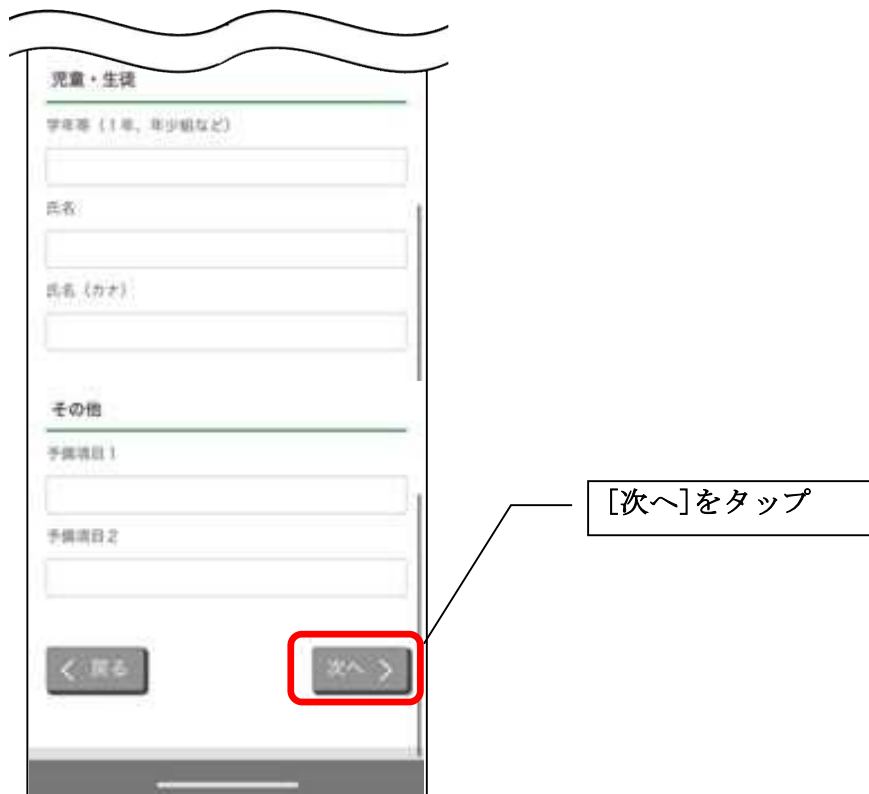 児童・生徒
学年等（１年、年少組など）
氏名
氏名（カナ）
その他
予備項目１
[次へ]をタップ
予備項目２
戻る
次へ